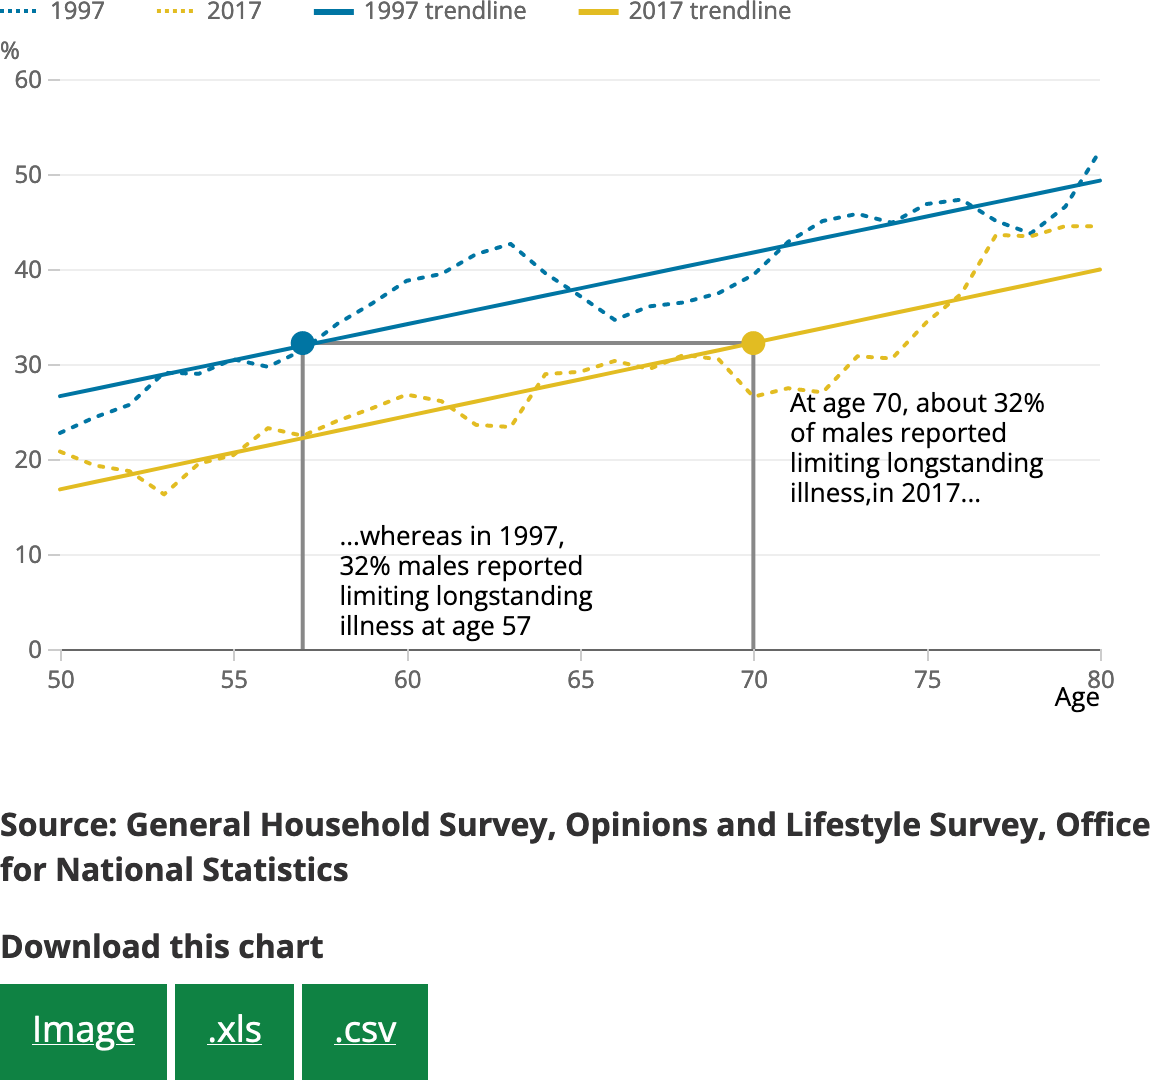 1997 2017 1997 trendline 2017 trendline
%
60
50
40
30
20
10
0
At age 70, about 32%
of males reported
limiting longstanding
illness,in 2017...
...whereas in 1997,
32% males reported
limiting longstanding
illness at age 57
50 55 60 65 70 75 80
Age
Source: General Household Survey, Opinions and Lifestyle Survey, Office
for National Statistics
Download this chart
Image .xls .csv